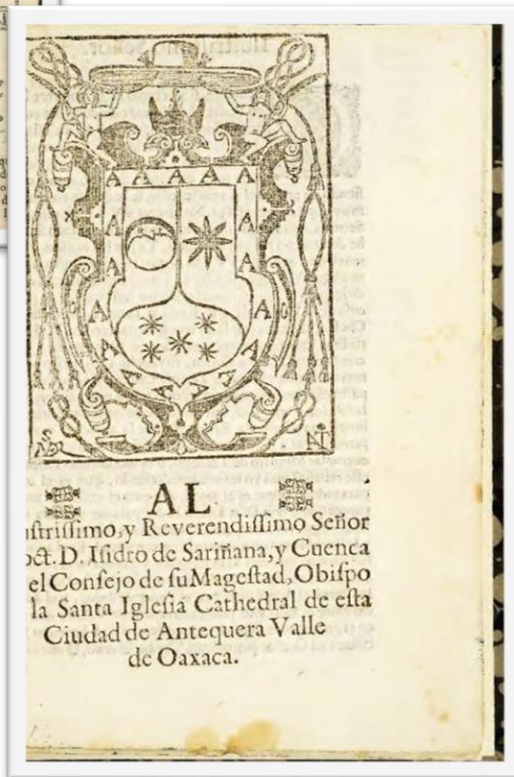 AL
ustrissimo, y Reverendissimo Señor
oct. D. Isidro de Sariñana, y Cuenca
el Consejo de su Magestad, Obispo
la Santa Iglesia Cathedral de esta
Ciudad de Antequera Valle
de Oaxaca.